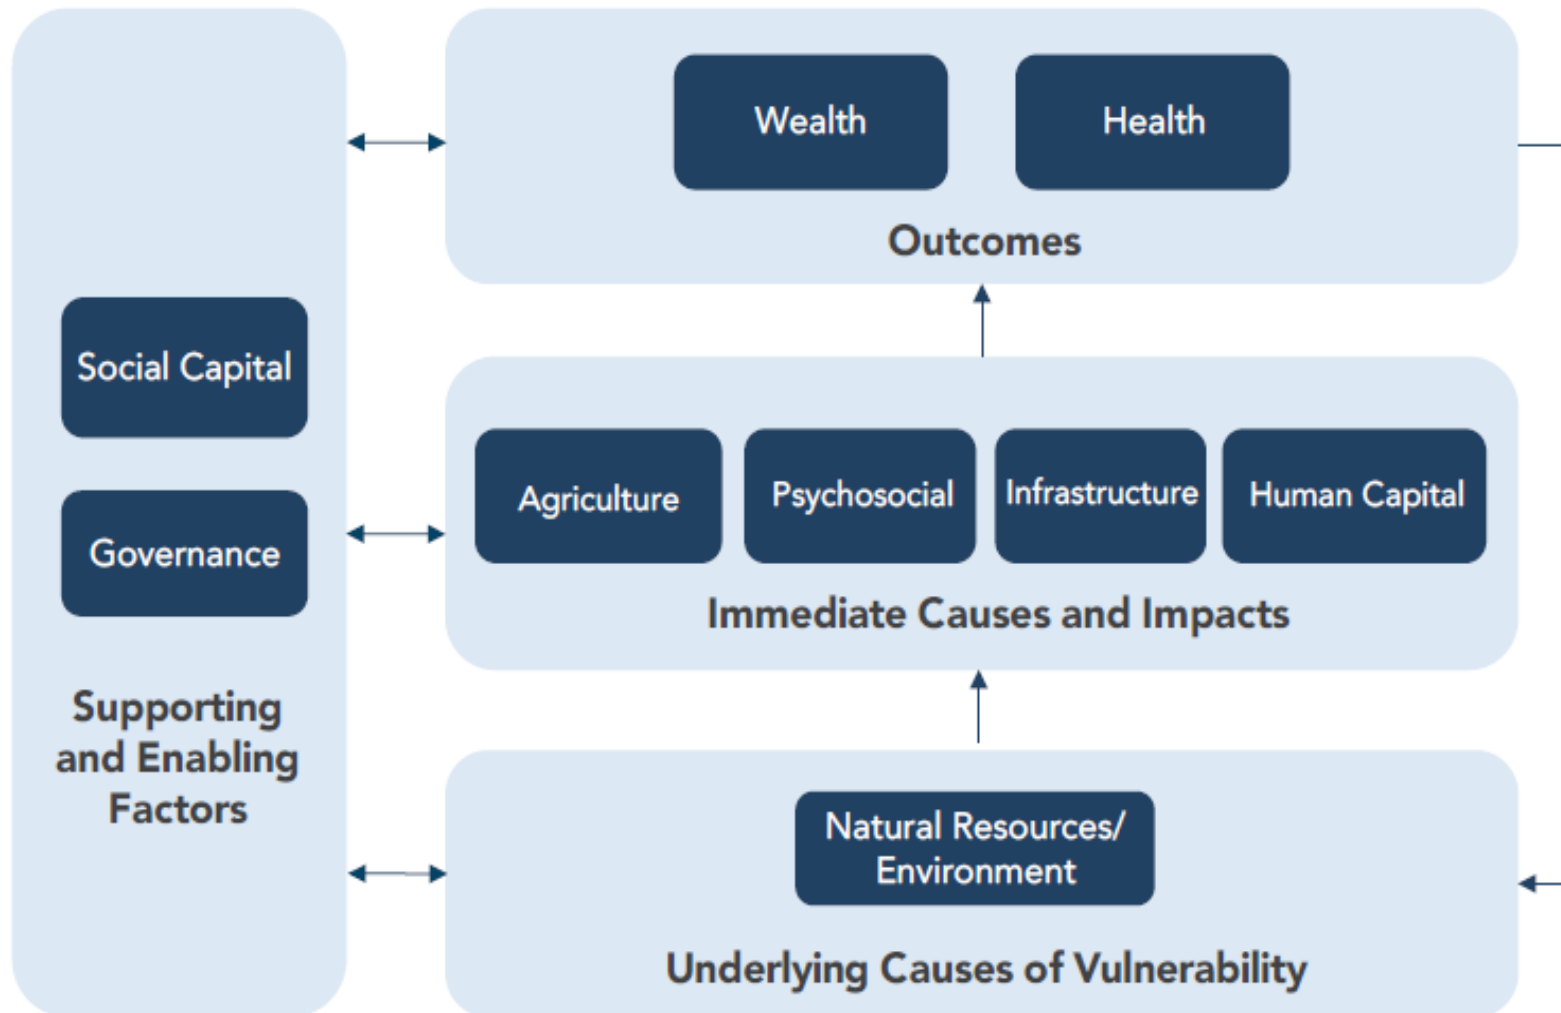 Social Capital
Governance
Supporting
and Enabling
Factors
Wealth
Health
Outcomes
Agriculture
Psychosocial
Infrastructure
Human Capital
Immediate Causes and Impacts
Natural Resources/
Environment
Underlying Causes of Vulnerability